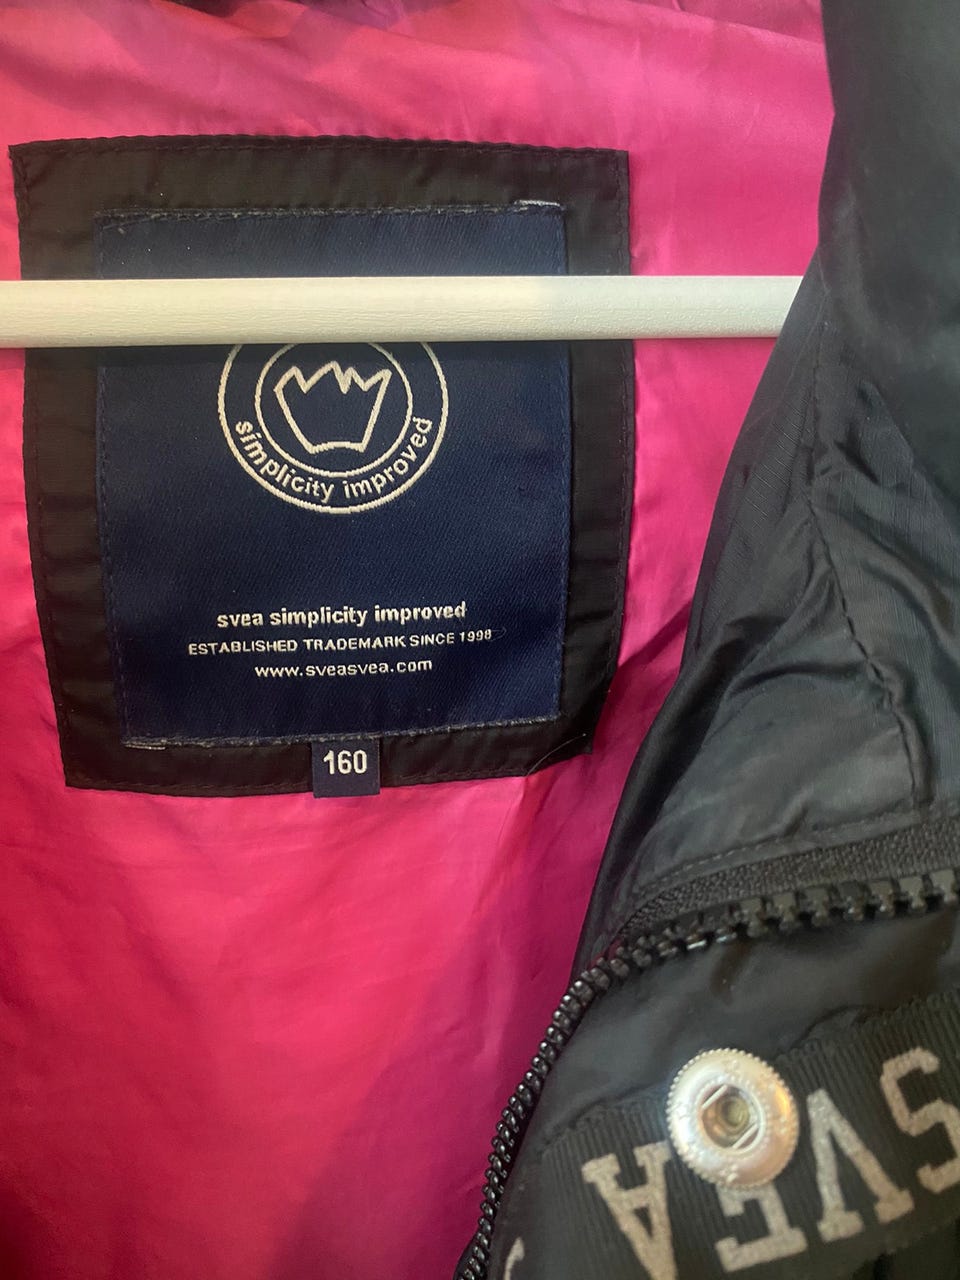 simplicity improved
svea simplicity improved
ESTABLISHED TRADEMARK SINCE 1998
www.sveasvea.com
160
SVEA